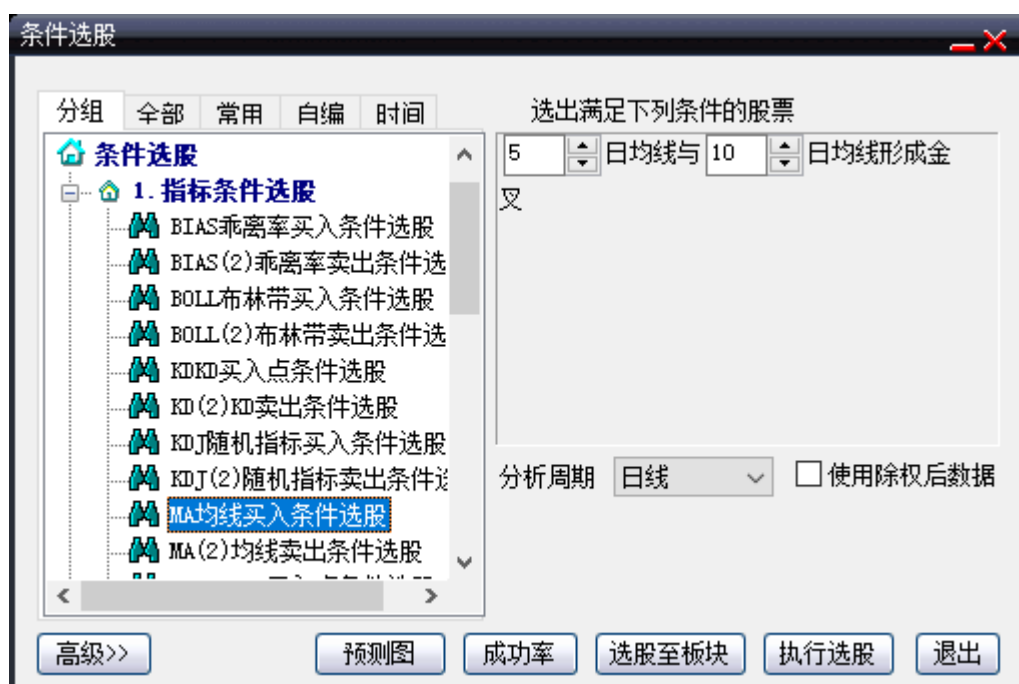 条件选股
分组 全部 常用 自编 时间
选出满足下列条件的股票
条件选股
1.指标条件选股
BIAS乖离率买入条件选股
BIAS(2)乖离率卖出条件选
BOLL布林带买入条件选股
BOLL(2)布林带卖出条件选
KDKD买入点条件选股
KD(2)KD卖出条件选股
KDJ随机指标买入条件选股
KDJ(2)随机指标卖出条件
MA均线买入条件选股
MA(2)均线卖出条件选股
5 日均线与 10 日均线形成金
叉
分析周期 日线 使用除权后数据
高级>> 预测图 成功率 选股至板块 执行选股 退出